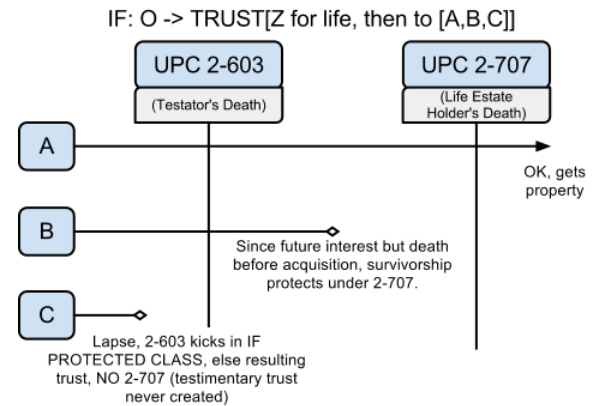 IF: O -> TRUST[Z for life, then to [A,B,C]]
UPC 2-603
(Testator's Death)
UPC 2-707
(Life Estate
Holder's Death)
A
OK, gets
property
B
Since future interest but death
before acquisition, survivorship
protects under 2-707.
C
Lapse, 2-603 kicks in IF
PROTECTED CLASS, else resulting
trust, NO 2-707 (testimentary trust
never created)